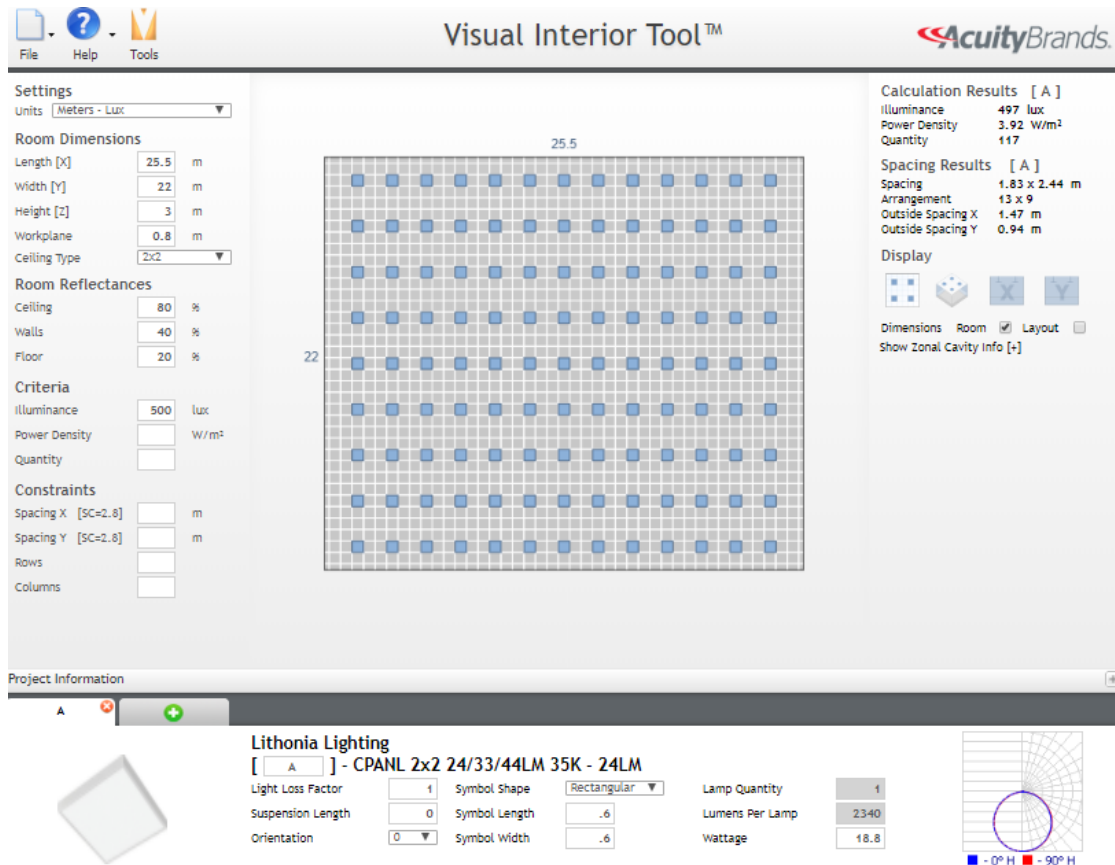 File Help Tools
Visual Interior Tool™
AcuityBrands.
Settings
Units Meters - Lux
Room Dimensions
Length [X] 25.5 m
Width [Y] 22 m
Height [Z] 3 m
Workplane 0.8 m
Ceiling Type 2x2
Room Reflectances
Ceiling 80 %
Walls 40 %
Floor 20 %
Criteria
Illuminance 500 lux
Power Density W/m²
Quantity
Constraints
Spacing X [SC=2.8] m
Spacing Y [SC=2.8] m
Rows
Columns
25.5
22
Calculation Results [ A ]
Illuminance 497 lux
Power Density 3.92 W/m²
Quantity 117
Spacing Results [ A ]
Spacing 1.83 x 2.44 m
Arrangement 13 x 9
Outside Spacing X 1.47 m
Outside Spacing Y 0.94 m
Display
X Y
Dimensions Room Layout
Show Zonal Cavity Info [+]
Project Information
A
Lithonia Lighting
[ A ] - CPANL 2x2 24/33/44LM 35K - 24LM
Light Loss Factor 1 Symbol Shape Rectangular Lamp Quantity 1
Suspension Length 0 Symbol Length .6 Lumens Per Lamp 2340
Orientation 0 Symbol Width .6 Wattage 18.8
- 0° H - 90° H